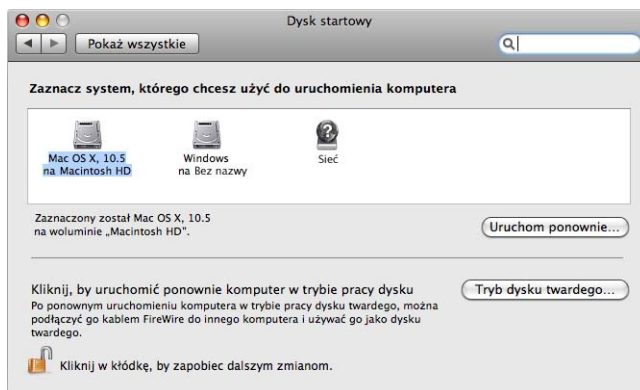 Dysk startowy
Pokaż wszystkie
Zaznacz system, którego chcesz użyć do uruchomienia komputera
Mac OS X, 10.5
na Macintosh HD
Windows
na Bez nazwy
Sieć
Zaznaczony został Mac OS X, 10.5
na woluminie „Macintosh HD”.
Uruchom ponownie...
Kliknij, by uruchomić ponownie komputer w trybie pracy dysku
Tryb dysku twardego...
Po ponownym uruchomieniu komputera w trybie pracy dysku twardego, można
podłączyć go kablem FireWire do innego komputera i używać go jako dysku
twardego.
Kliknij w kłódkę, by zapobiec dalszym zmianom.